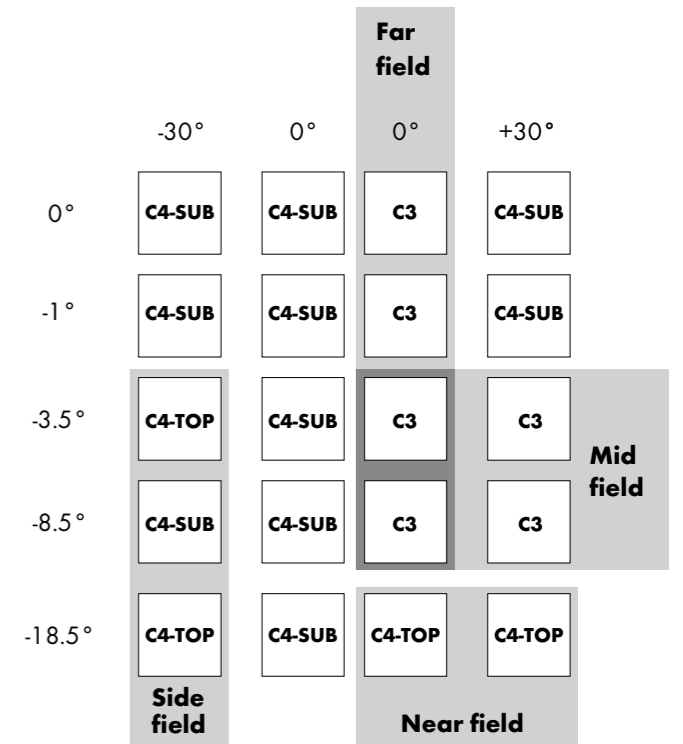 Far
field
-30° 0° 0° +30°
0° C4-SUB C4-SUB C3 C4-SUB
-1° C4-SUB C4-SUB C3 C4-SUB
-3.5° C4-TOP C4-SUB C3 C3
Mid
field
-8.5° C4-SUB C4-SUB C3 C3
-18.5° C4-TOP C4-SUB C4-TOP C4-TOP
Side
field
Near field